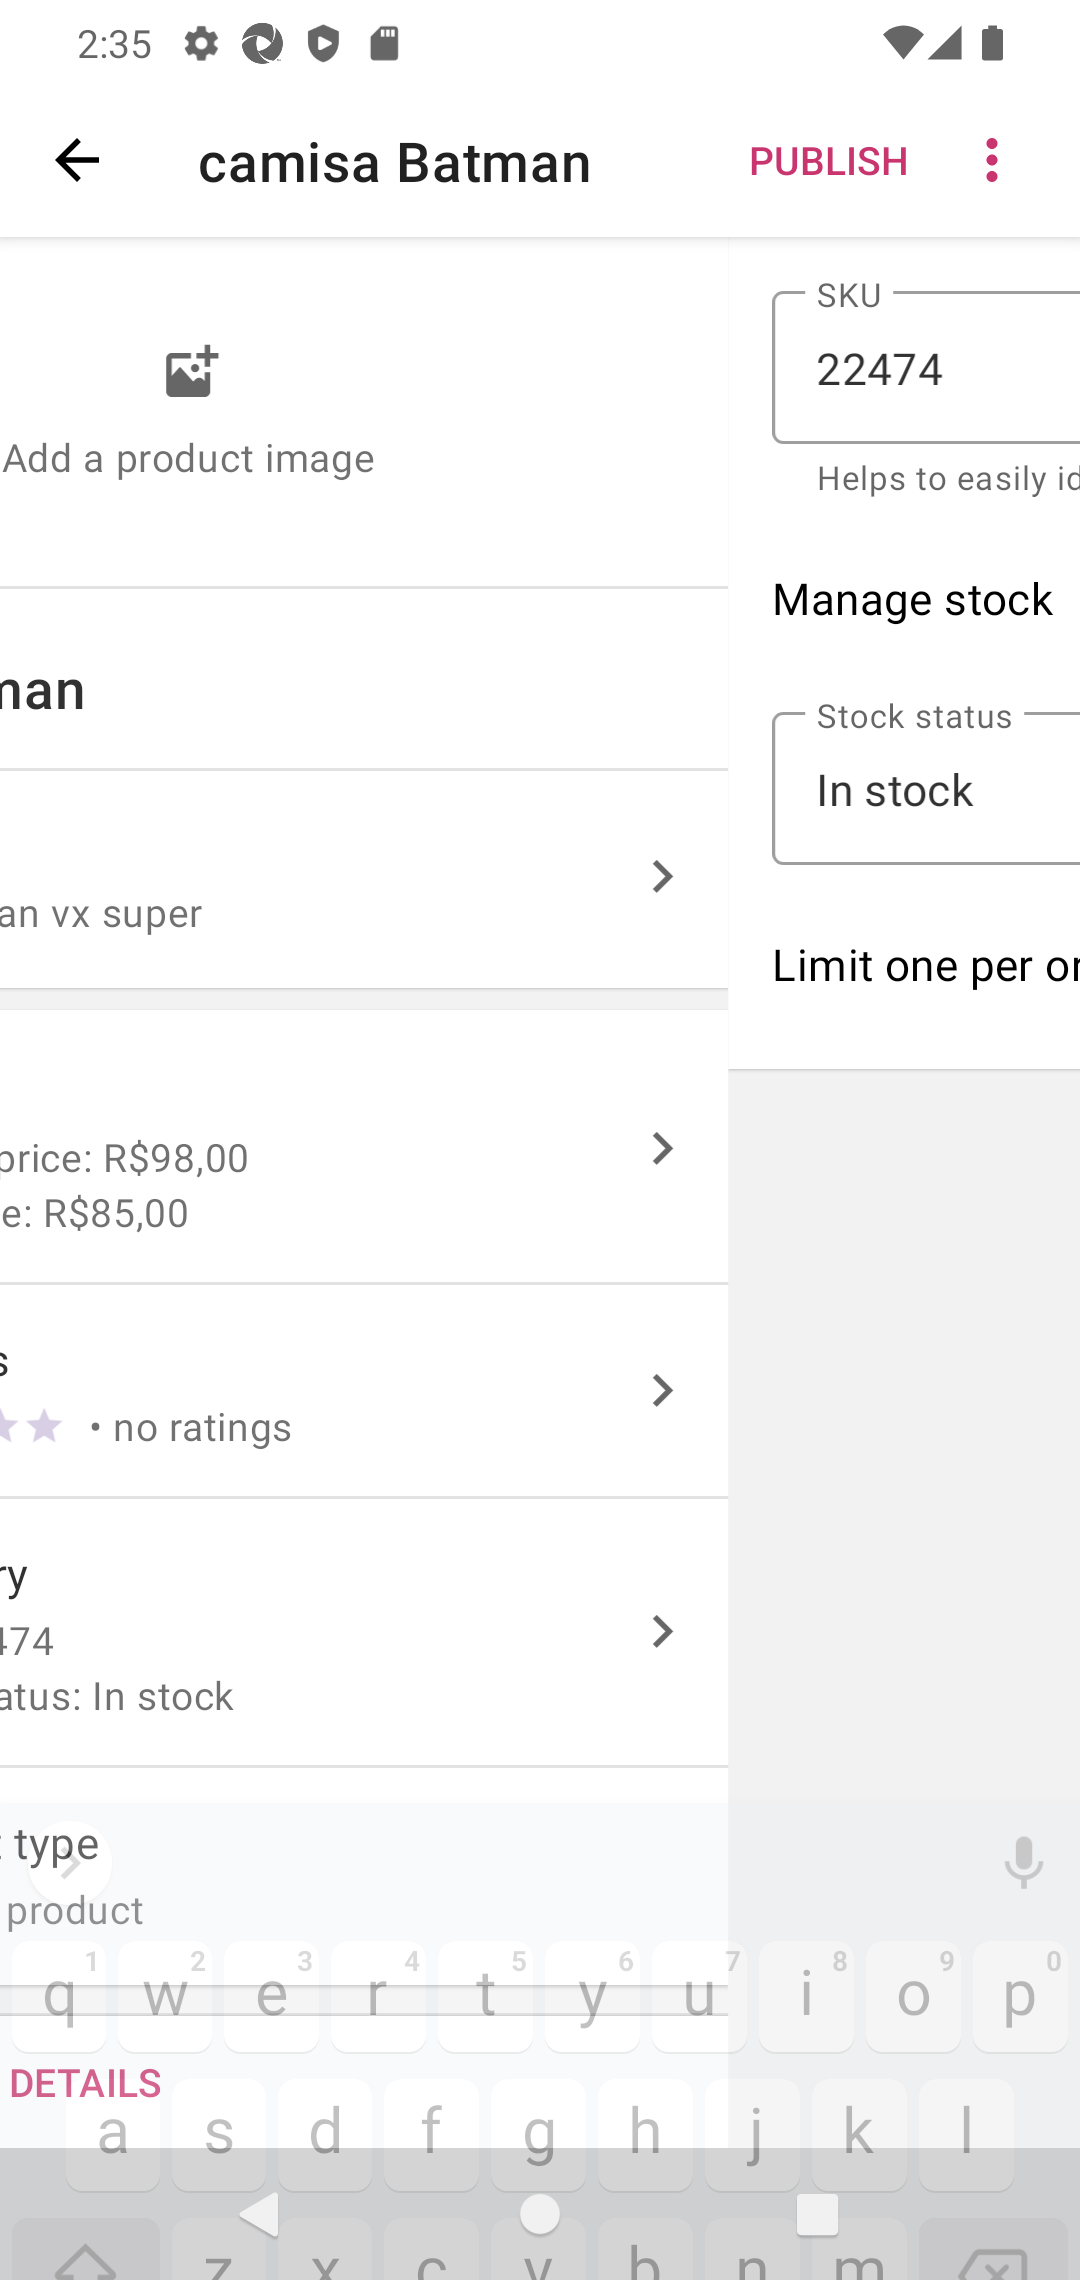 2:35
camisa Batman
PUBLISH
Add a product image
man
an vx super
price: R$98,00
e: R$85,00
s
• no ratings
ry
474
atus: In stock
type
product
DETAILS
SKU
22474
Helps to easily id
Manage stock
Stock status
In stock
Limit one per or
1 2 3 4 5 6 7 8 9 0
q w e r t y u i o p
a s d f g h j k l
z x c v b n m